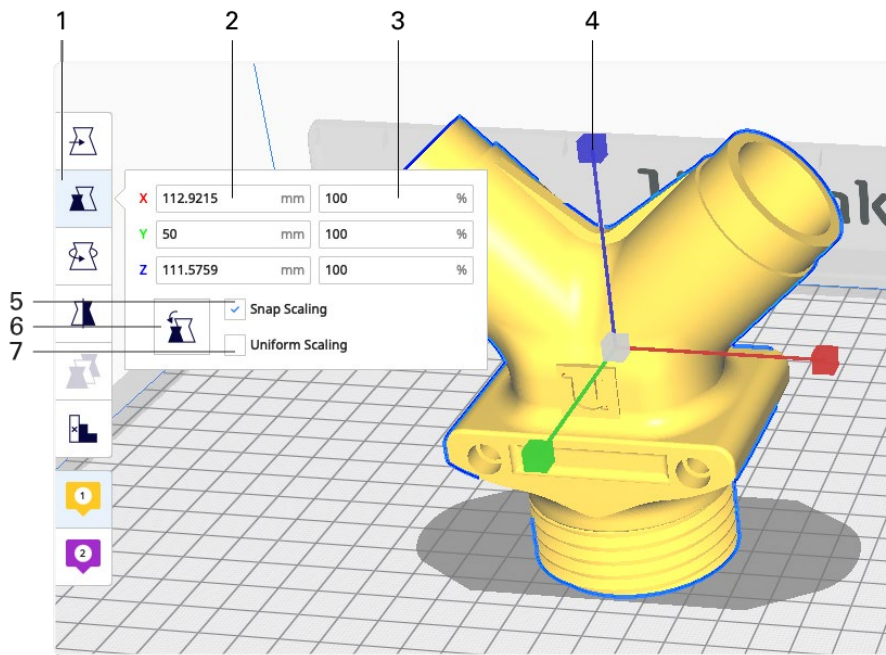 1 2 3 4
X 112.9215 mm 100 %
Y 50 mm 100 %
Z 111.5759 mm 100 %
5 Snap Scaling
6
7 Uniform Scaling
1
2